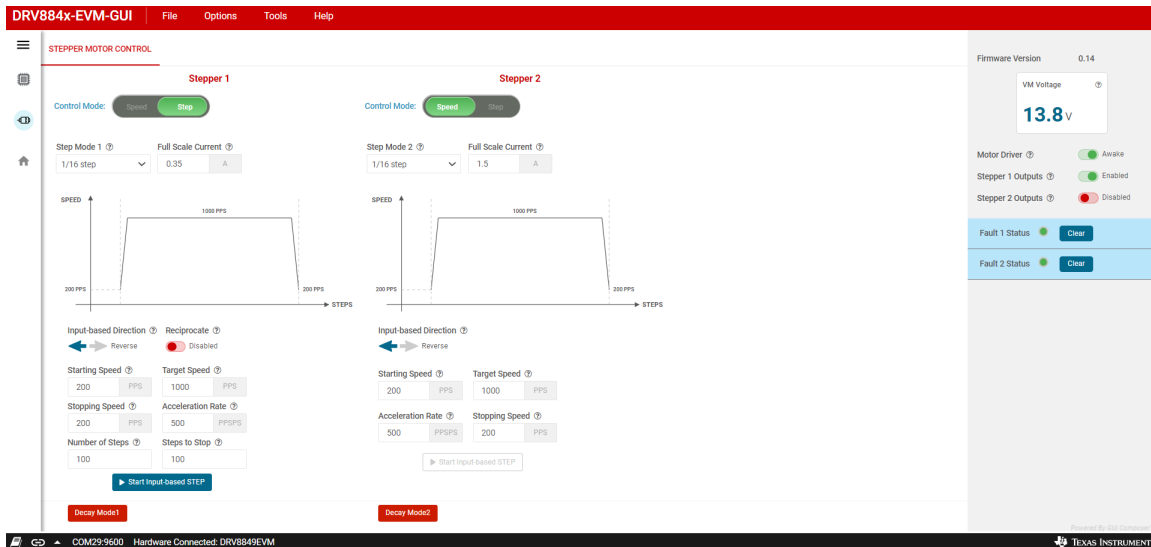 DRV884x-EVM-GUI File Options Tools Help
STEPPER MOTOR CONTROL
Firmware Version 0.14
Stepper 1 Stepper 2
VM Voltage
13.8 V
Control Mode: Speed Step Control Mode: Speed Step
Step Mode 1 Full Scale Current Step Mode 2 Full Scale Current
1/16 step 0.35 A 1/16 step 1.5 A
Motor Driver Awake
Stepper 1 Outputs Enabled
Stepper 2 Outputs Disabled
SPEED SPEED
1000 PPS 1000 PPS
Fault 1 Status Clear
Fault 2 Status Clear
200 PPS 200 PPS 200 PPS 200 PPS
STEPS STEPS
Input-based Direction Reciprocate Input-based Direction
Reverse Disabled Reverse
Starting Speed Target Speed Starting Speed Target Speed
200 PPS 1000 PPS 200 PPS 1000 PPS
Stopping Speed Acceleration Rate Acceleration Rate Stopping Speed
200 PPS 500 PPSPS 500 PPSPS 200 PPS
Number of Steps Steps to Stop
100 100
Start Input-based STEP Start Input-based STEP
Decay Mode1 Decay Mode2
Powered By GUI Composer
COM29:9600 Hardware Connected: DRV8849EVM TEXAS INSTRUMENT